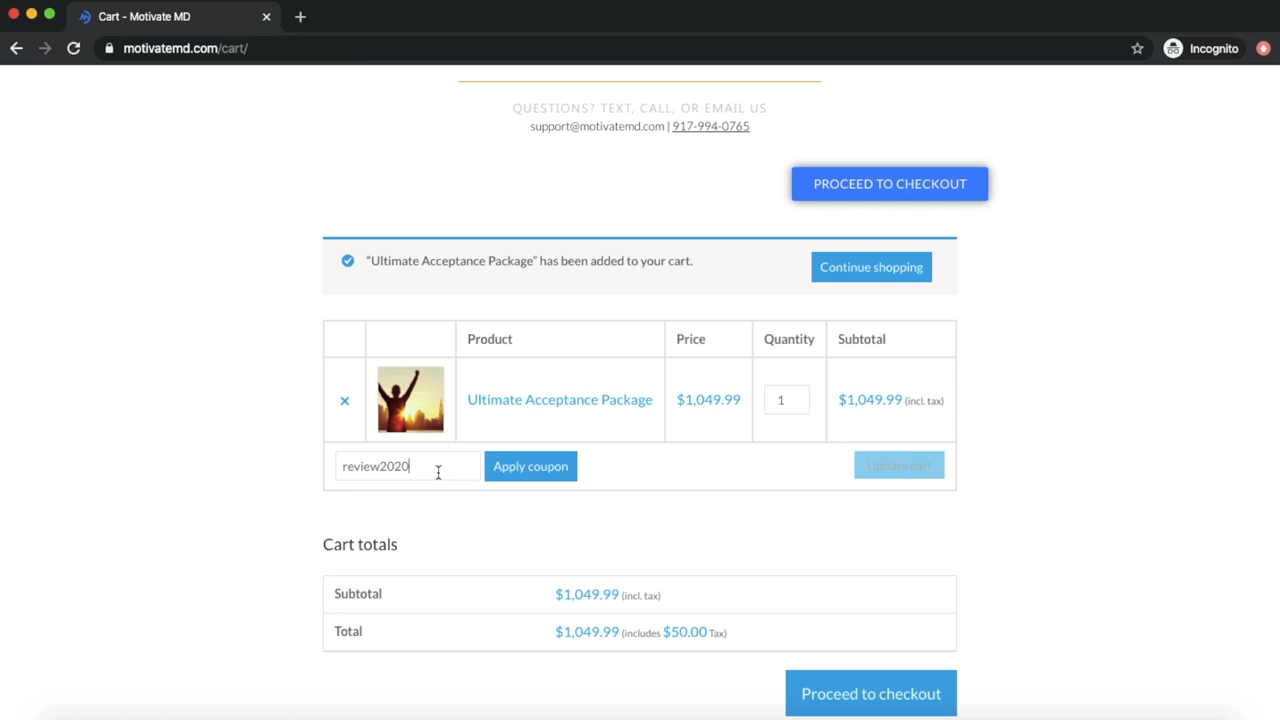 Cart - Motivate MD
motivatemd.com/cart/
Incognito
QUESTIONS? TEXT, CALL, OR EMAIL US
support@motivatemd.com | 917-994-0765
PROCEED TO CHECKOUT
“Ultimate Acceptance Package” has been added to your cart.
Continue shopping
Product Price Quantity Subtotal
Ultimate Acceptance Package $1,049.99 1 $1,049.99 (incl. tax)
review2020 Apply coupon Update cart
Cart totals
Subtotal $1,049.99 (incl. tax)
Total $1,049.99 (includes $50.00 Tax)
Proceed to checkout